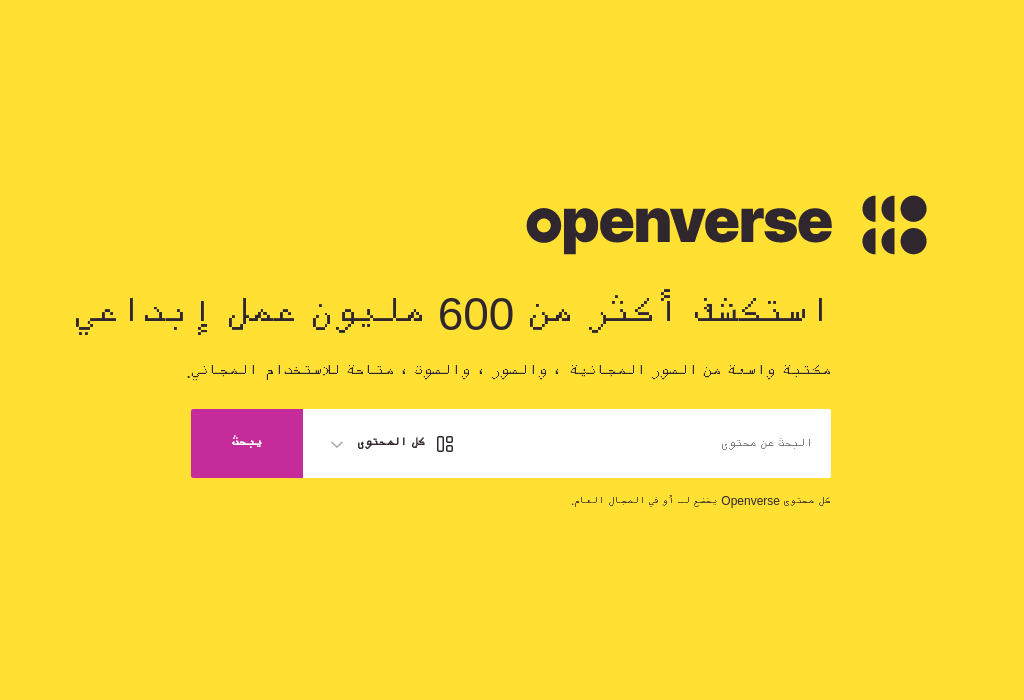 openverse
استكشف أكثر من 600 مليون عمل إبداعي
مكتبة واسعة من الصور المجانية ، والصور ، والصوت ، متاحة للاستخدام المجاني.
البحث عن محتوى
كل المحتوى
يبحث
كل محتوى Openverse يخضع لـ أو في المجال العام.